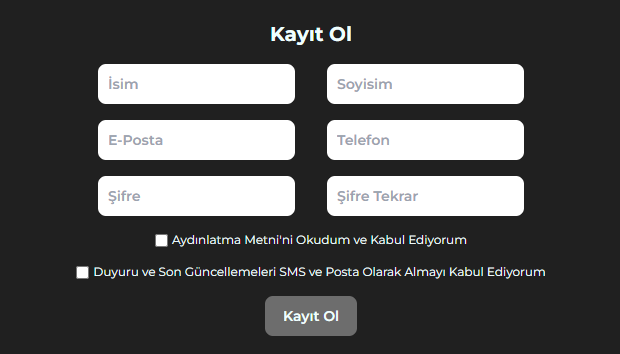 Kayıt Ol
İsim
Soyisim
E-Posta
Telefon
Şifre
Şifre Tekrar
Aydınlatma Metni'ni Okudum ve Kabul Ediyorum
Duyuru ve Son Güncellemeleri SMS ve Posta Olarak Almayı Kabul Ediyorum
Kayıt Ol